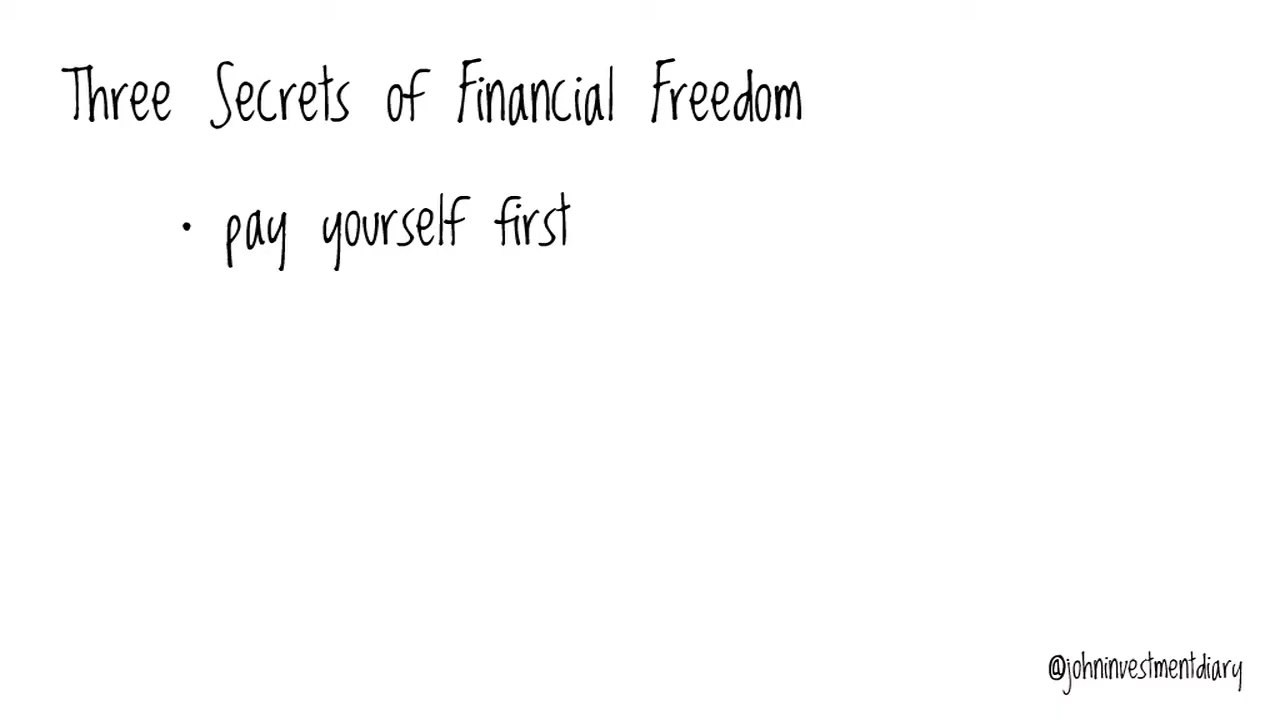 Three Secrets of Financial Freedom
• pay yourself first
@johninvestmentdiary